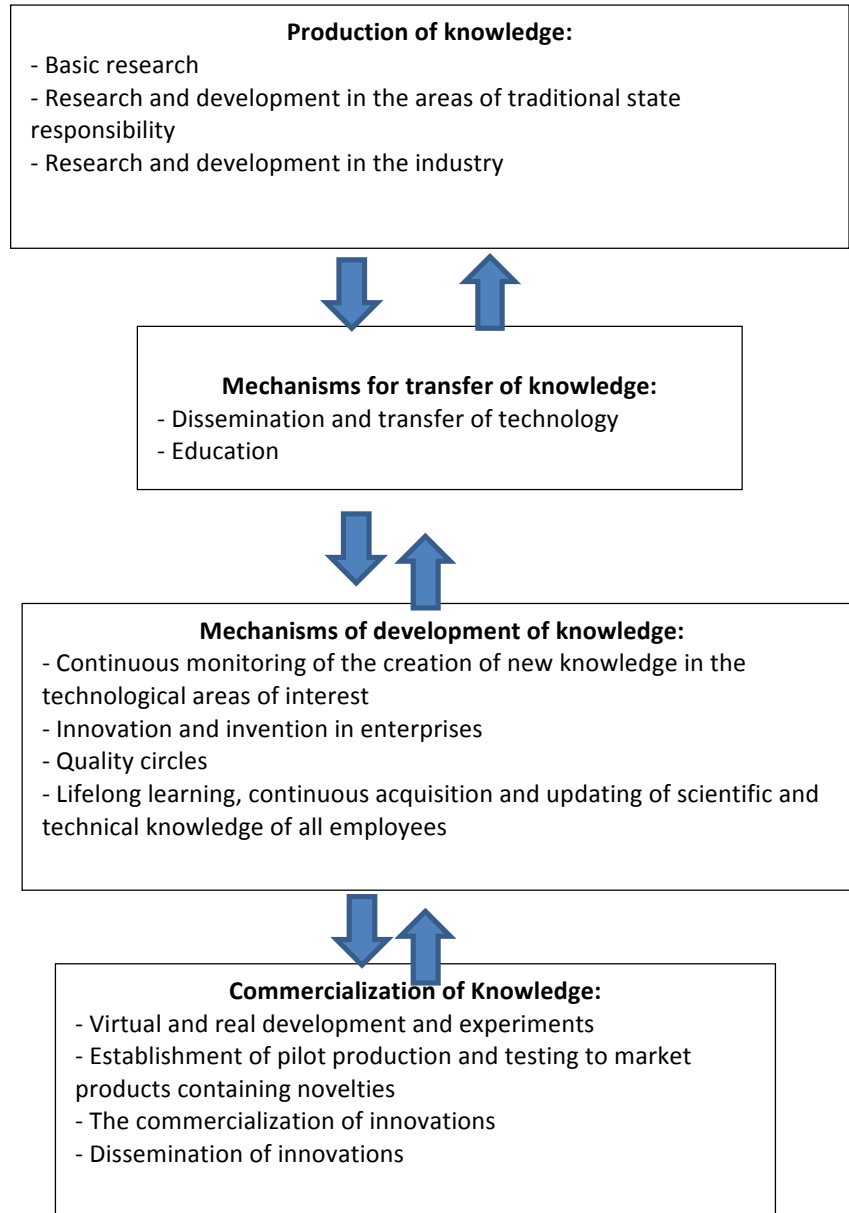 Production of knowledge:
- Basic research
- Research and development in the areas of traditional state
responsibility
- Research and development in the industry
Mechanisms for transfer of knowledge:
- Dissemination and transfer of technology
- Education
Mechanisms of development of knowledge:
- Continuous monitoring of the creation of new knowledge in the
technological areas of interest
- Innovation and invention in enterprises
- Quality circles
- Lifelong learning, continuous acquisition and updating of scientific and
technical knowledge of all employees
Commercialization of Knowledge:
- Virtual and real development and experiments
- Establishment of pilot production and testing to market
products containing novelties
- The commercialization of innovations
- Dissemination of innovations